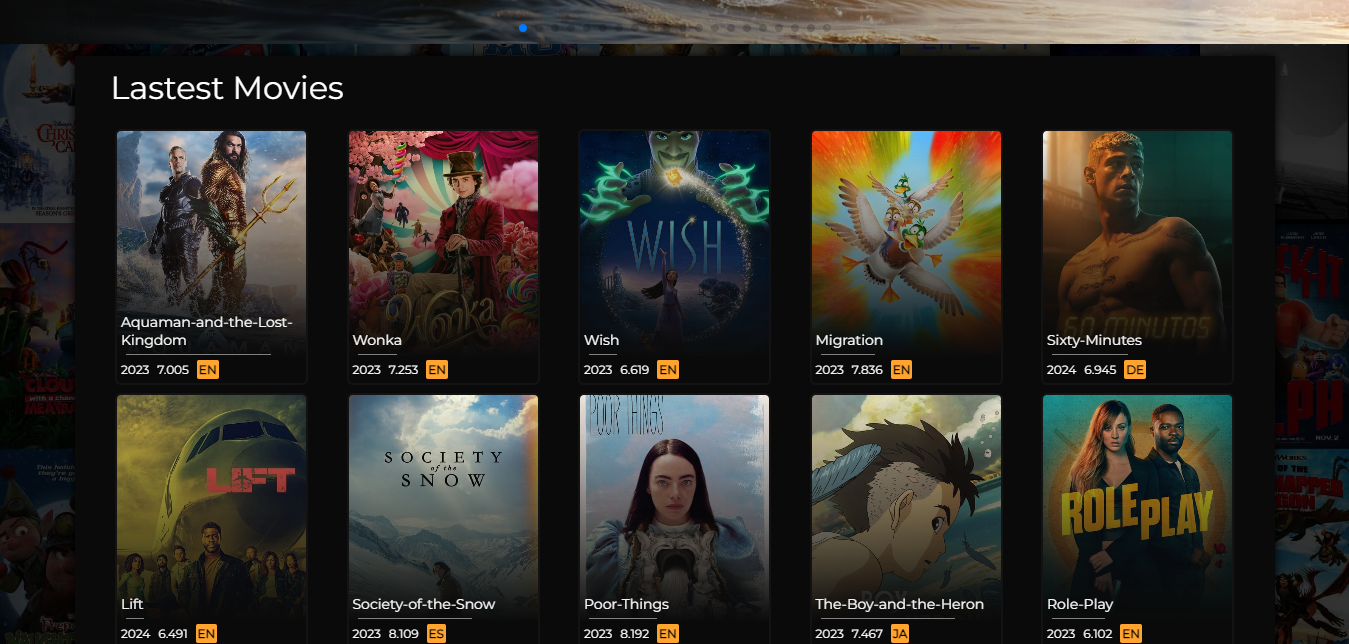 Lastest Movies
Aquaman-and-the-Lost-
Kingdom
2023 7.005 EN
Wonka
Wonka
2023 7.253 EN
WISH
Wish
2023 6.619 EN
Migration
2023 7.836 EN
60 MINUTOS
Sixty-Minutes
2024 6.945 DE
LIFT
Lift
2024 6.491 EN
SOCIETY
of the
SNOW
Society-of-the-Snow
2023 8.109 ES
POOR THINGS
Poor-Things
2023 8.192 EN
The-Boy-and-the-Heron
2023 7.467 JA
ROLE PLAY
Role-Play
2023 6.102 EN